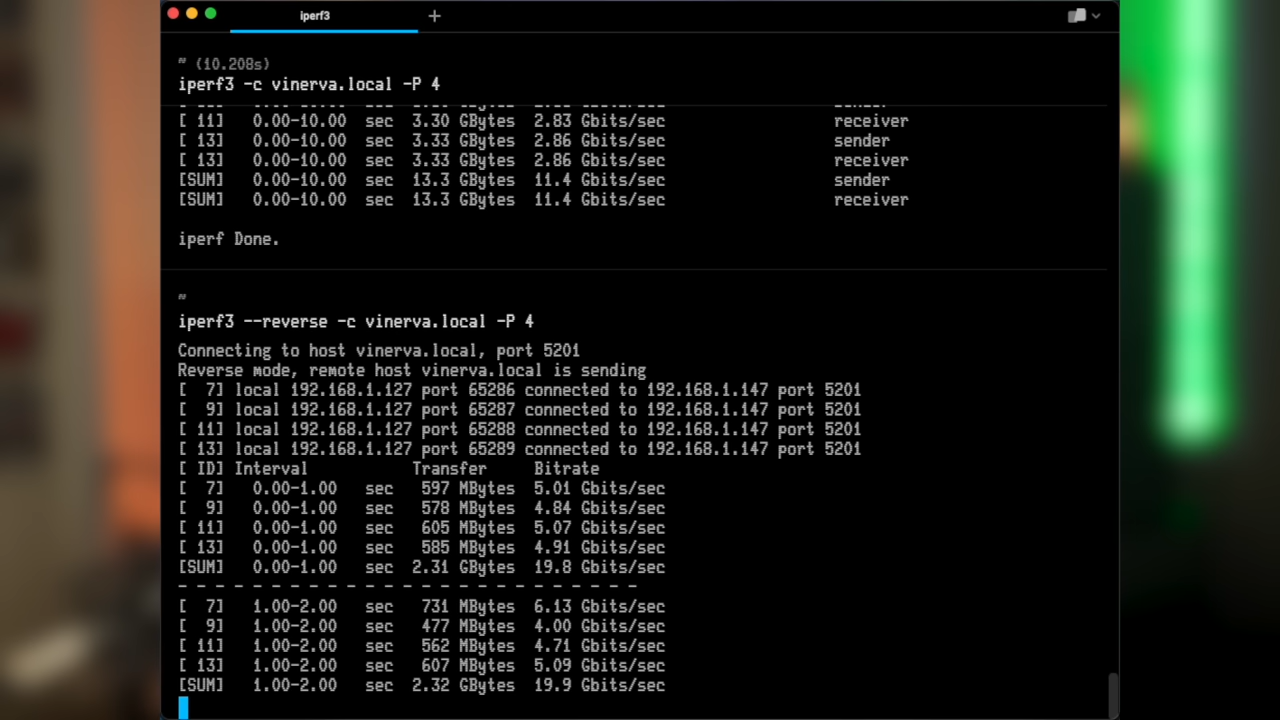 iperf3
~ (10.208s)
iperf3 -c vinerva.local -P 4
[ 11] 0.00-10.00 sec 3.30 GBytes 2.83 Gbits/sec receiver
[ 13] 0.00-10.00 sec 3.33 GBytes 2.86 Gbits/sec sender
[ 13] 0.00-10.00 sec 3.33 GBytes 2.86 Gbits/sec receiver
[SUM] 0.00-10.00 sec 13.3 GBytes 11.4 Gbits/sec sender
[SUM] 0.00-10.00 sec 13.3 GBytes 11.4 Gbits/sec receiver
iperf Done.
~
iperf3 --reverse -c vinerva.local -P 4
Connecting to host vinerva.local, port 5201
Reverse mode, remote host vinerva.local is sending
[  7] local 192.168.1.127 port 65286 connected to 192.168.1.147 port 5201
[  9] local 192.168.1.127 port 65287 connected to 192.168.1.147 port 5201
[ 11] local 192.168.1.127 port 65288 connected to 192.168.1.147 port 5201
[ 13] local 192.168.1.127 port 65289 connected to 192.168.1.147 port 5201
[ ID] Interval Transfer Bitrate
[  7] 0.00-1.00 sec 597 MBytes 5.01 Gbits/sec
[  9] 0.00-1.00 sec 578 MBytes 4.84 Gbits/sec
[ 11] 0.00-1.00 sec 605 MBytes 5.07 Gbits/sec
[ 13] 0.00-1.00 sec 585 MBytes 4.91 Gbits/sec
[SUM] 0.00-1.00 sec 2.31 GBytes 19.8 Gbits/sec
- - - - - - - - - - - - - - - - - - - - - - - - -
[  7] 1.00-2.00 sec 731 MBytes 6.13 Gbits/sec
[  9] 1.00-2.00 sec 477 MBytes 4.00 Gbits/sec
[ 11] 1.00-2.00 sec 562 MBytes 4.71 Gbits/sec
[ 13] 1.00-2.00 sec 607 MBytes 5.09 Gbits/sec
[SUM] 1.00-2.00 sec 2.32 GBytes 19.9 Gbits/sec